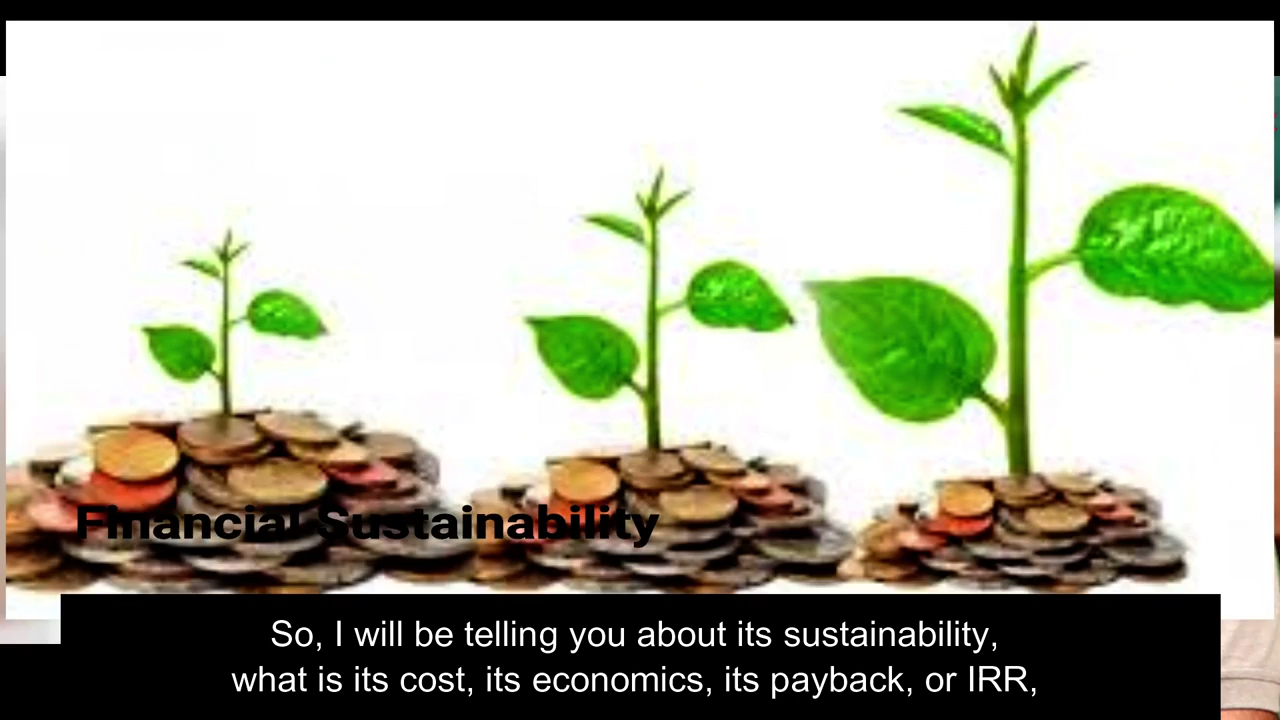 Financial Sustainability
So, I will be telling you about its sustainability,
what is its cost, its economics, its payback, or IRR,